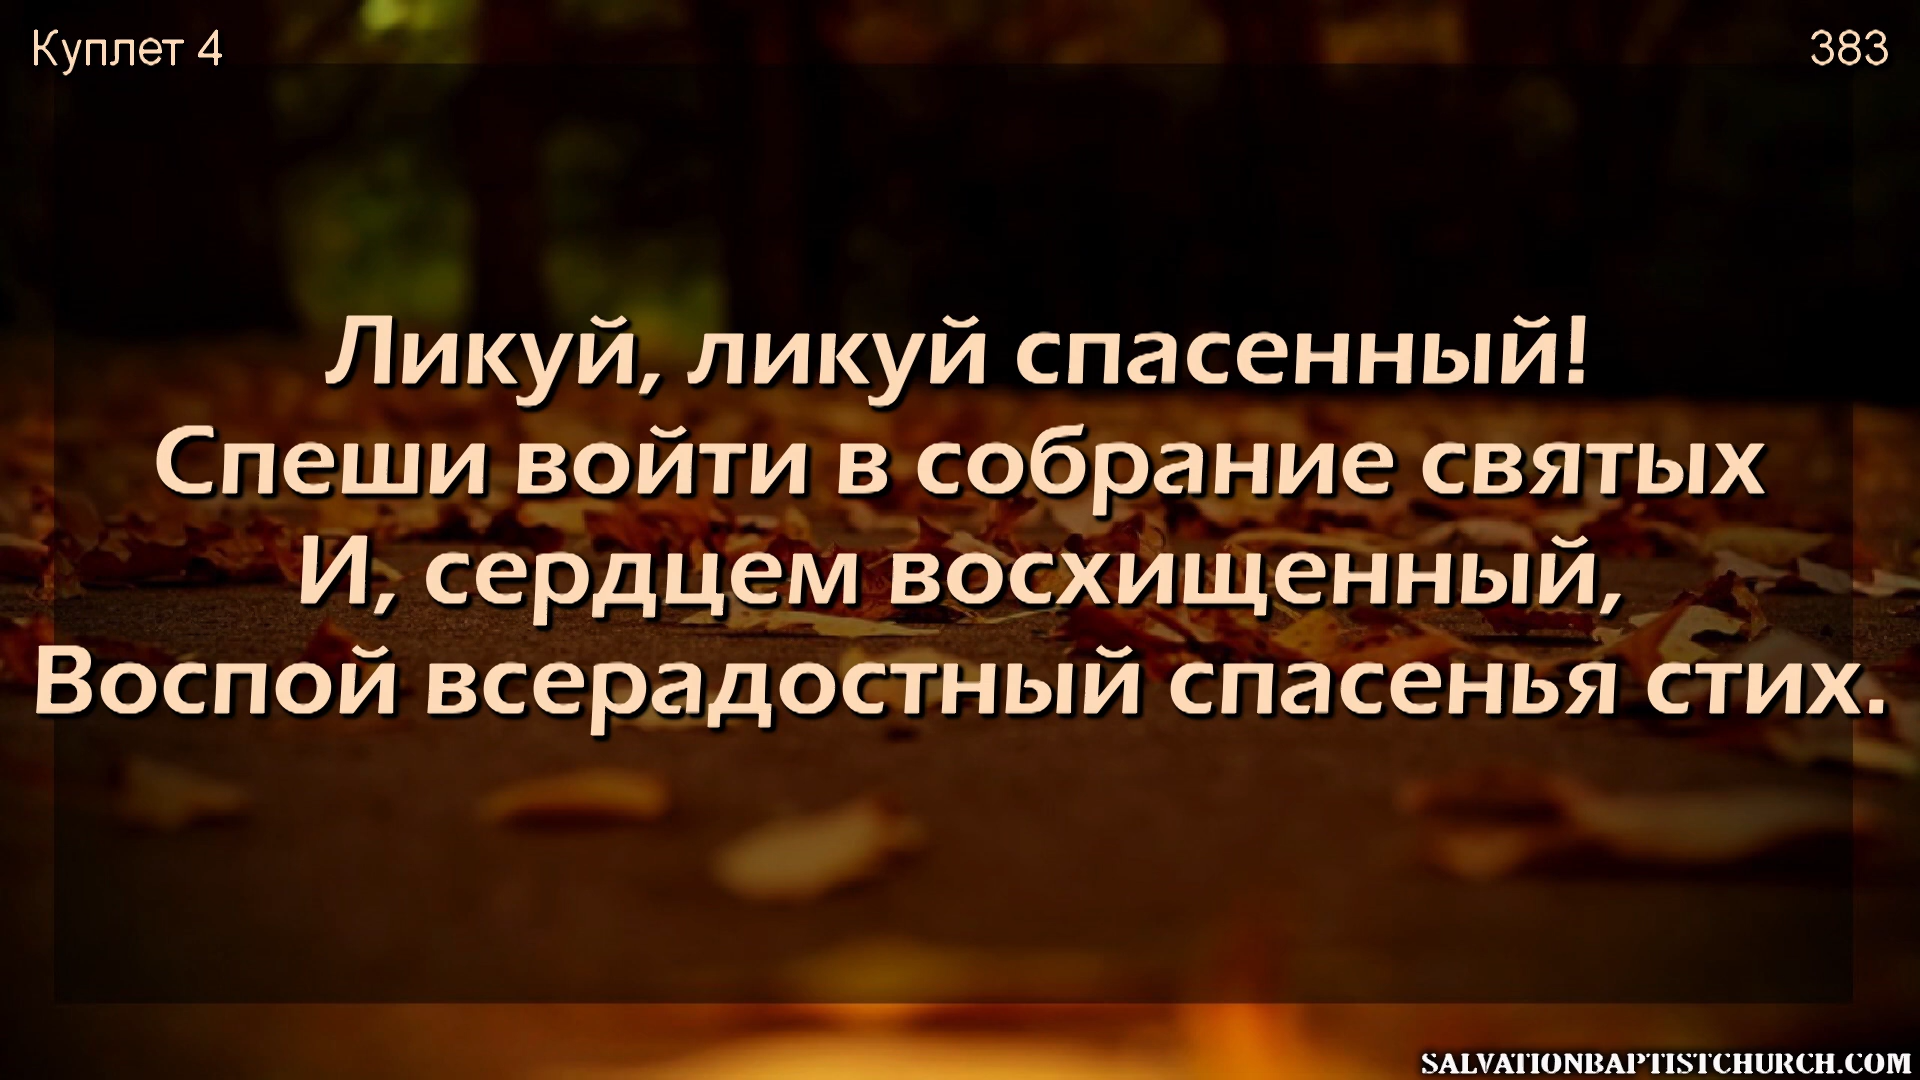 Куплет 4
383
Ликуй, ликуй спасенный!
Спеши войти в собрание святых
И, сердцем восхищенный,
Воспой всерадостный спасенья стих.
SALVATIONBAPTISTCHURCH.COM